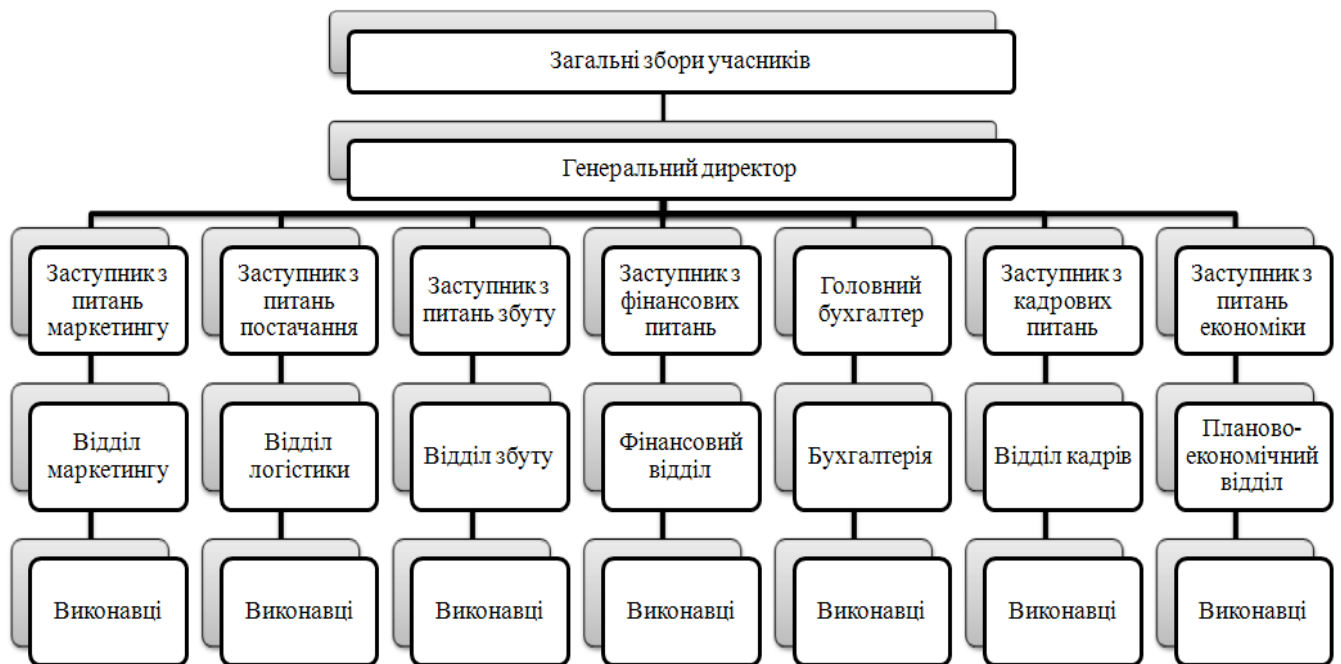 Загальні збори учасників
Генеральний директор
Заступник з
питань
маркетингу
Заступник з
питань
постачання
Заступник з
питань збуту
Заступник з
фінансових
питань
Головний
бухгалтер
Заступник з
кадрових
питань
Заступник з
питань
економіки
Відділ
маркетингу
Відділ
логістики
Відділ збуту
Фінансовий
відділ
Бухгалтерія
Відділ кадрів
Планово-
економічний
відділ
Виконавці
Виконавці
Виконавці
Виконавці
Виконавці
Виконавці
Виконавці